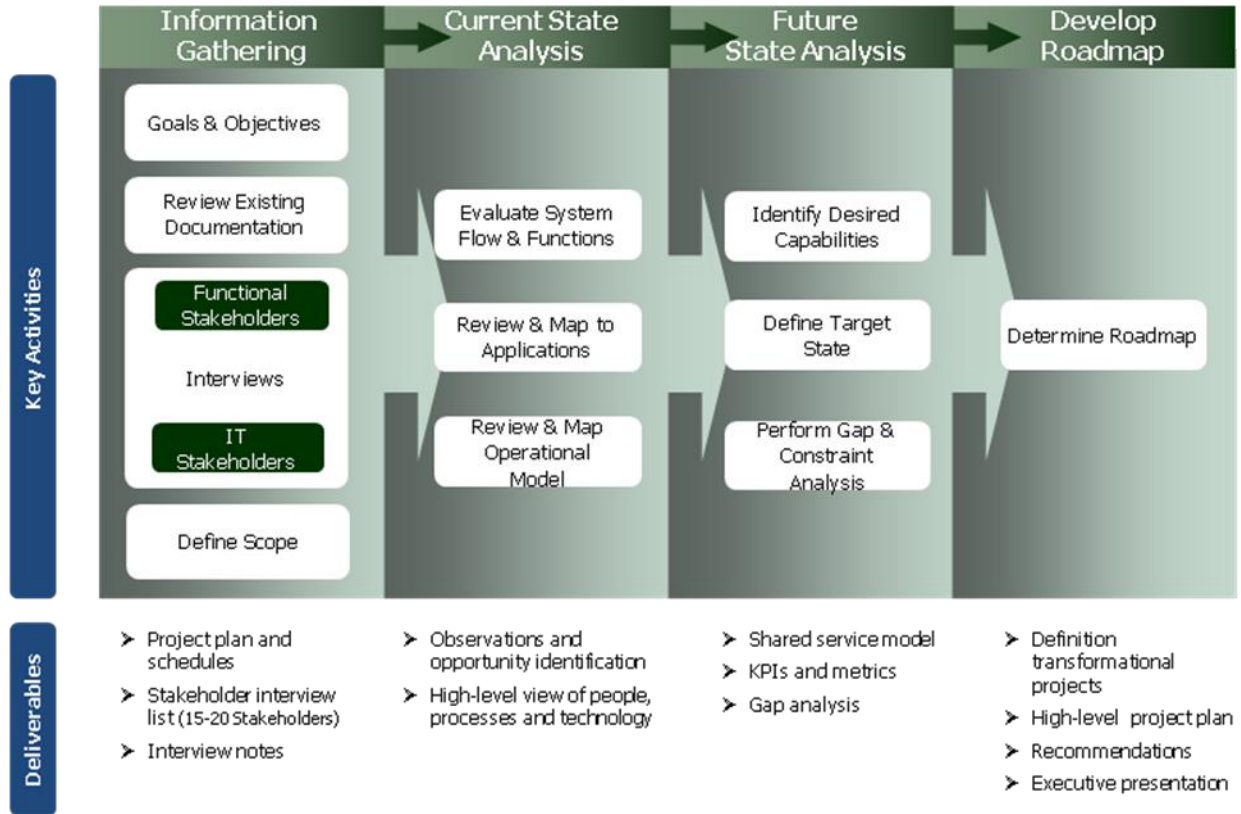 Information
Gathering
Current State
Analysis
Future
State Analysis
Develop
Roadmap
Key Activities
Goals & Objectives
Review Existing
Documentation
Functional
Stakeholders
Interviews
IT
Stakeholders
Define Scope
Evaluate System
Flow & Functions
Review & Map to
Applications
Review & Map
Operational
Model
Identify Desired
Capabilities
Define Target
State
Perform Gap &
Constraint
Analysis
Determine Roadmap
Deliverables
➢ Project plan and
schedules
➢ Stakeholder interview
list (15-20 Stakeholders)
➢ Interview notes
➢ Observations and
opportunity identification
➢ High-level view of people,
processes and technology
➢ Shared service model
➢ KPIs and metrics
➢ Gap analysis
➢ Definition
transformational
projects
➢ High-level project plan
➢ Recommendations
➢ Executive presentation